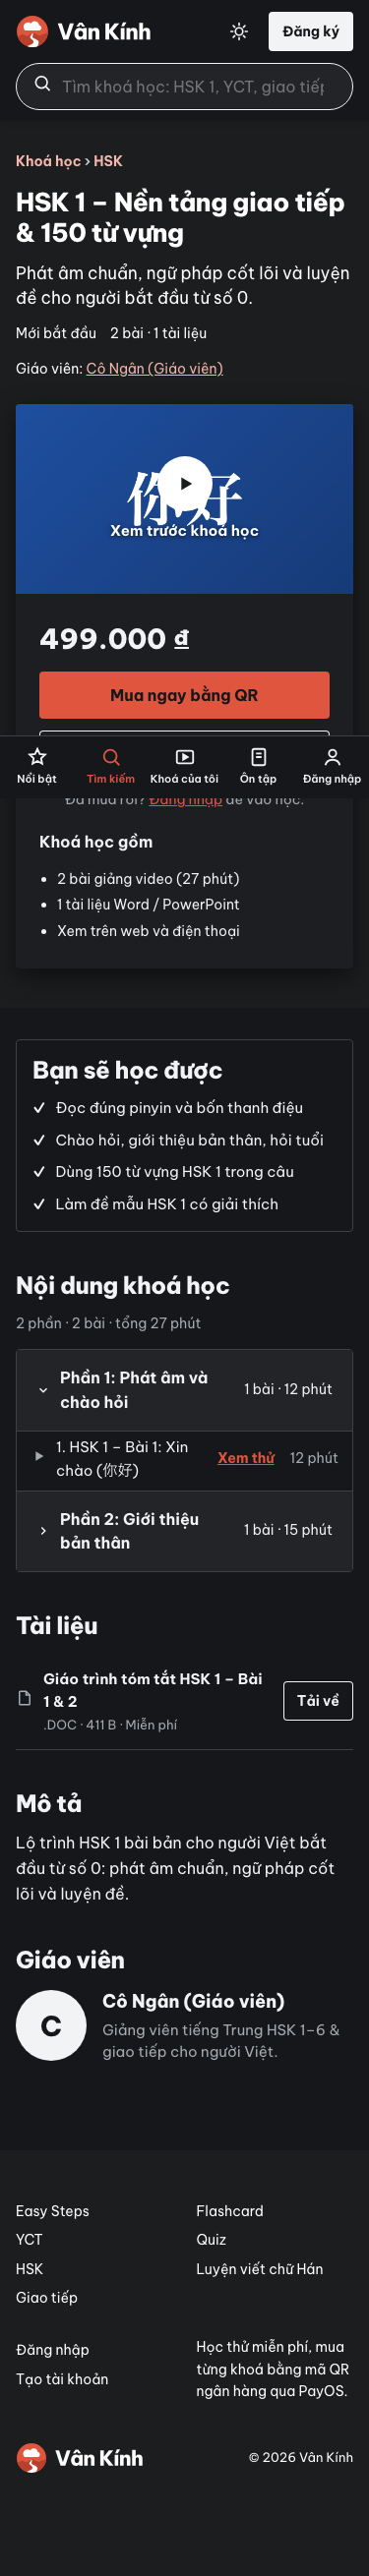 Vân Kính
Đăng ký
Tìm khoá học: HSK 1, YCT, giao tiếp
Khoá học › HSK
HSK 1 – Nền tảng giao tiếp
& 150 từ vựng
Phát âm chuẩn, ngữ pháp cốt lõi và luyện
đề cho người bắt đầu từ số 0.
Mới bắt đầu 2 bài · 1 tài liệu
Giáo viên: Cô Ngân (Giáo viên)
你好
Xem trước khoá học
499.000 ₫
Mua ngay bằng QR
Nổi bật
Tìm kiếm
Khoá của tôi
Ôn tập
Đăng nhập
Đã mua rồi? Đăng nhập để vào học.
Khoá học gồm
• 2 bài giảng video (27 phút)
• 1 tài liệu Word / PowerPoint
• Xem trên web và điện thoại
Bạn sẽ học được
✓ Đọc đúng pinyin và bốn thanh điệu
✓ Chào hỏi, giới thiệu bản thân, hỏi tuổi
✓ Dùng 150 từ vựng HSK 1 trong câu
✓ Làm đề mẫu HSK 1 có giải thích
Nội dung khoá học
2 phần · 2 bài · tổng 27 phút
Phần 1: Phát âm và
chào hỏi
1 bài · 12 phút
1. HSK 1 – Bài 1: Xin
chào (你好)
Xem thử
12 phút
Phần 2: Giới thiệu
bản thân
1 bài · 15 phút
Tài liệu
Giáo trình tóm tắt HSK 1 – Bài
1 & 2
.DOC · 411 B · Miễn phí
Tải về
Mô tả
Lộ trình HSK 1 bài bản cho người Việt bắt
đầu từ số 0: phát âm chuẩn, ngữ pháp cốt
lõi và luyện đề.
Giáo viên
C
Cô Ngân (Giáo viên)
Giảng viên tiếng Trung HSK 1–6 &
giao tiếp cho người Việt.
Easy Steps
YCT
HSK
Giao tiếp
Flashcard
Quiz
Luyện viết chữ Hán
Đăng nhập
Tạo tài khoản
Học thử miễn phí, mua
từng khoá bằng mã QR
ngân hàng qua PayOS.
Vân Kính
© 2026 Vân Kính